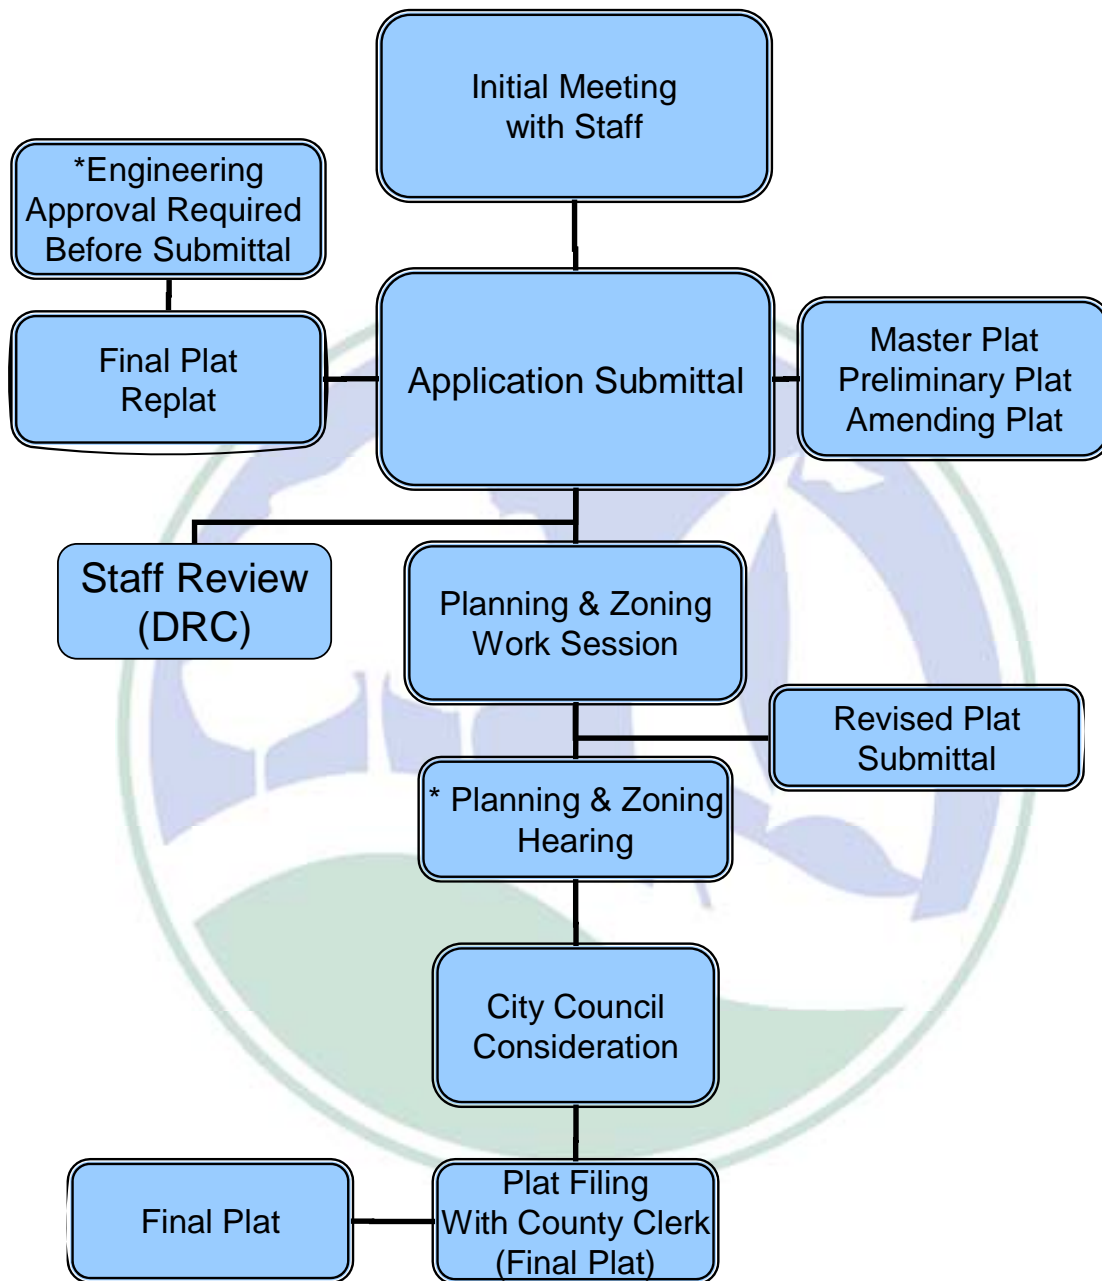 Initial Meeting
with Staff
*Engineering
Approval Required
Before Submittal
Final Plat
Replat
Application Submittal
Master Plat
Preliminary Plat
Amending Plat
Staff Review
(DRC)
Planning & Zoning
Work Session
Revised Plat
Submittal
* Planning & Zoning
Hearing
City Council
Consideration
Final Plat
Plat Filing
With County Clerk
(Final Plat)